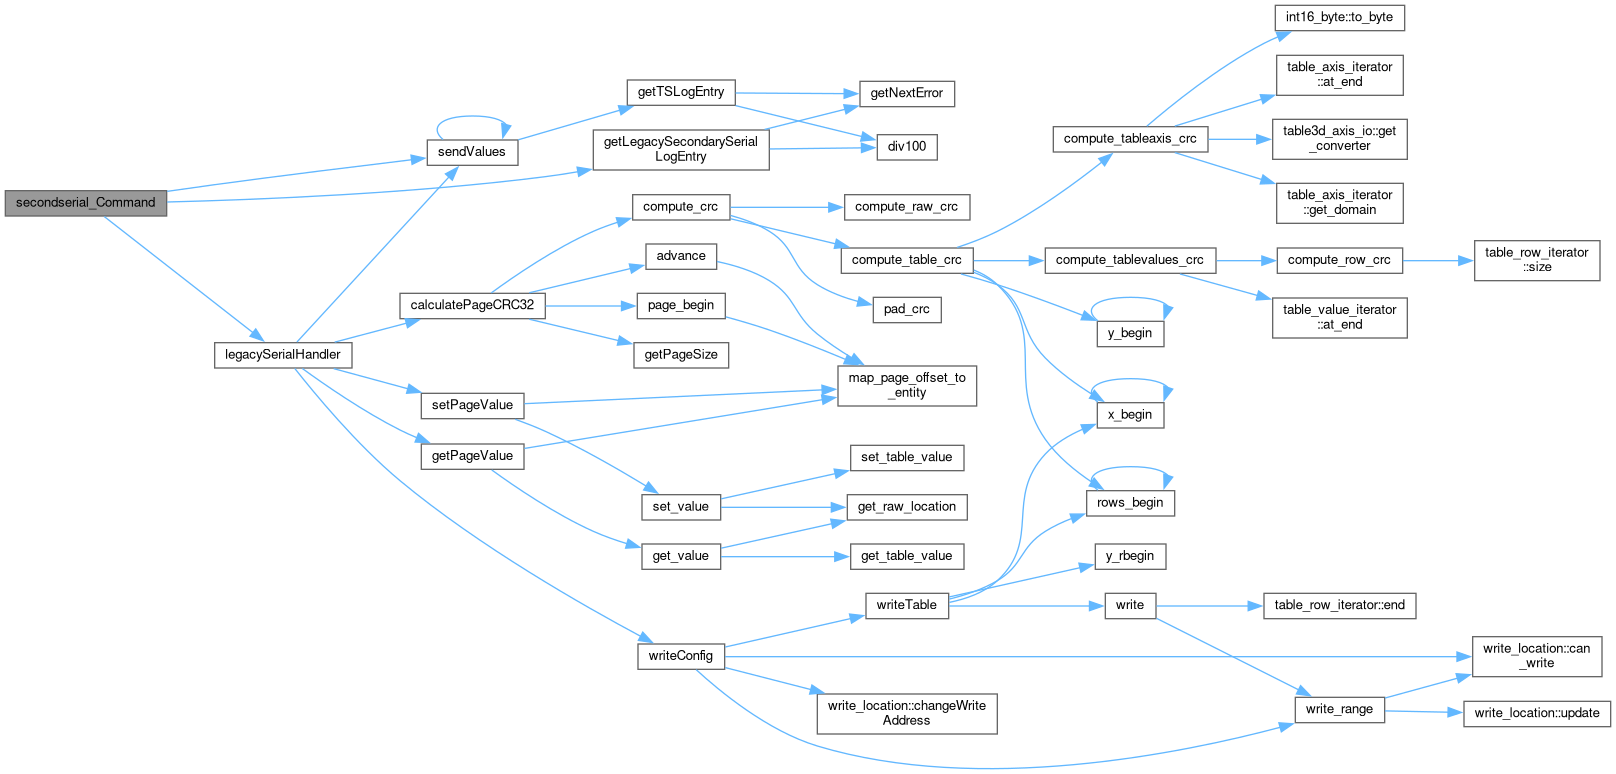 int16_byte::to_byte
table_axis_iterator
::at_end
getTSLogEntry
getNextError
table3d_axis_io::get
_converter
compute_tableaxis_crc
sendValues
getLegacySecondarySerial
LogEntry
div100
secondserial_Command
table_axis_iterator
::get_domain
compute_crc
compute_raw_crc
advance
compute_table_crc
compute_tablevalues_crc
compute_row_crc
table_row_iterator
::size
calculatePageCRC32
page_begin
pad_crc
table_value_iterator
::at_end
y_begin
legacySerialHandler
getPageSize
map_page_offset_to
_entity
setPageValue
x_begin
getPageValue
set_table_value
set_value
get_raw_location
rows_begin
get_value
get_table_value
y_rbegin
writeTable
write
table_row_iterator::end
writeConfig
write_location::can
_write
write_location::changeWrite
Address
write_range
write_location::update